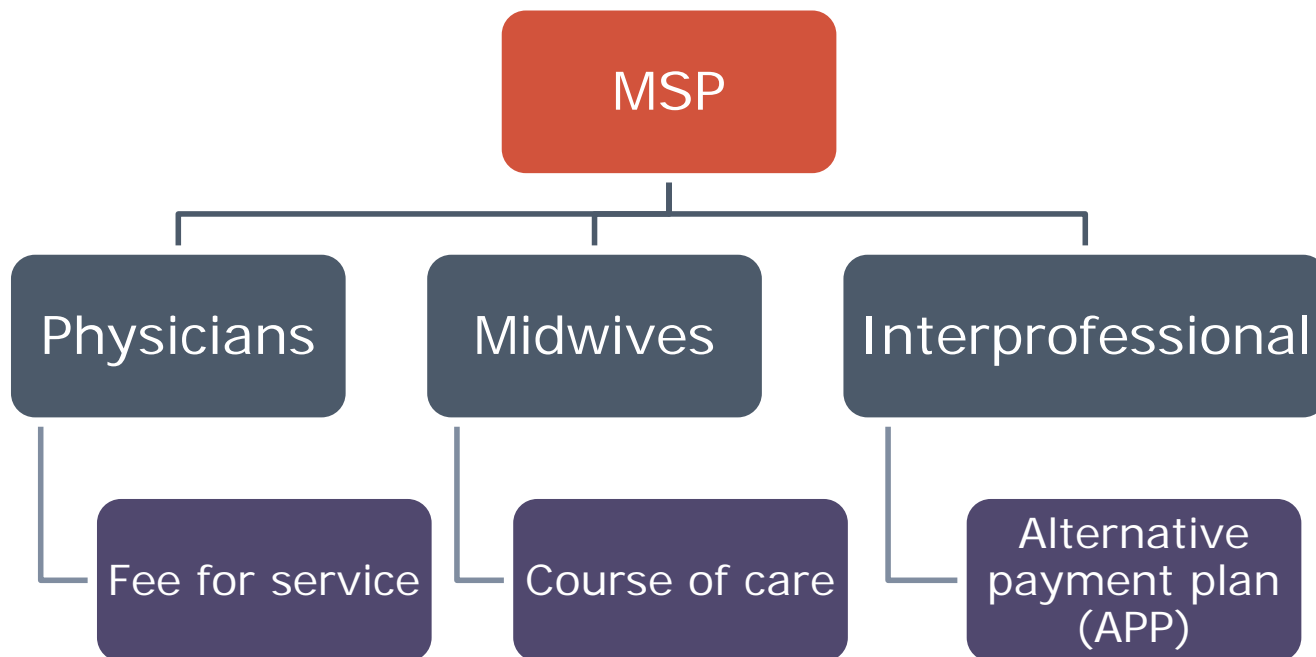 MSP
Physicians
Midwives
Interprofessional
Fee for service
Course of care
Alternative
payment plan
(APP)